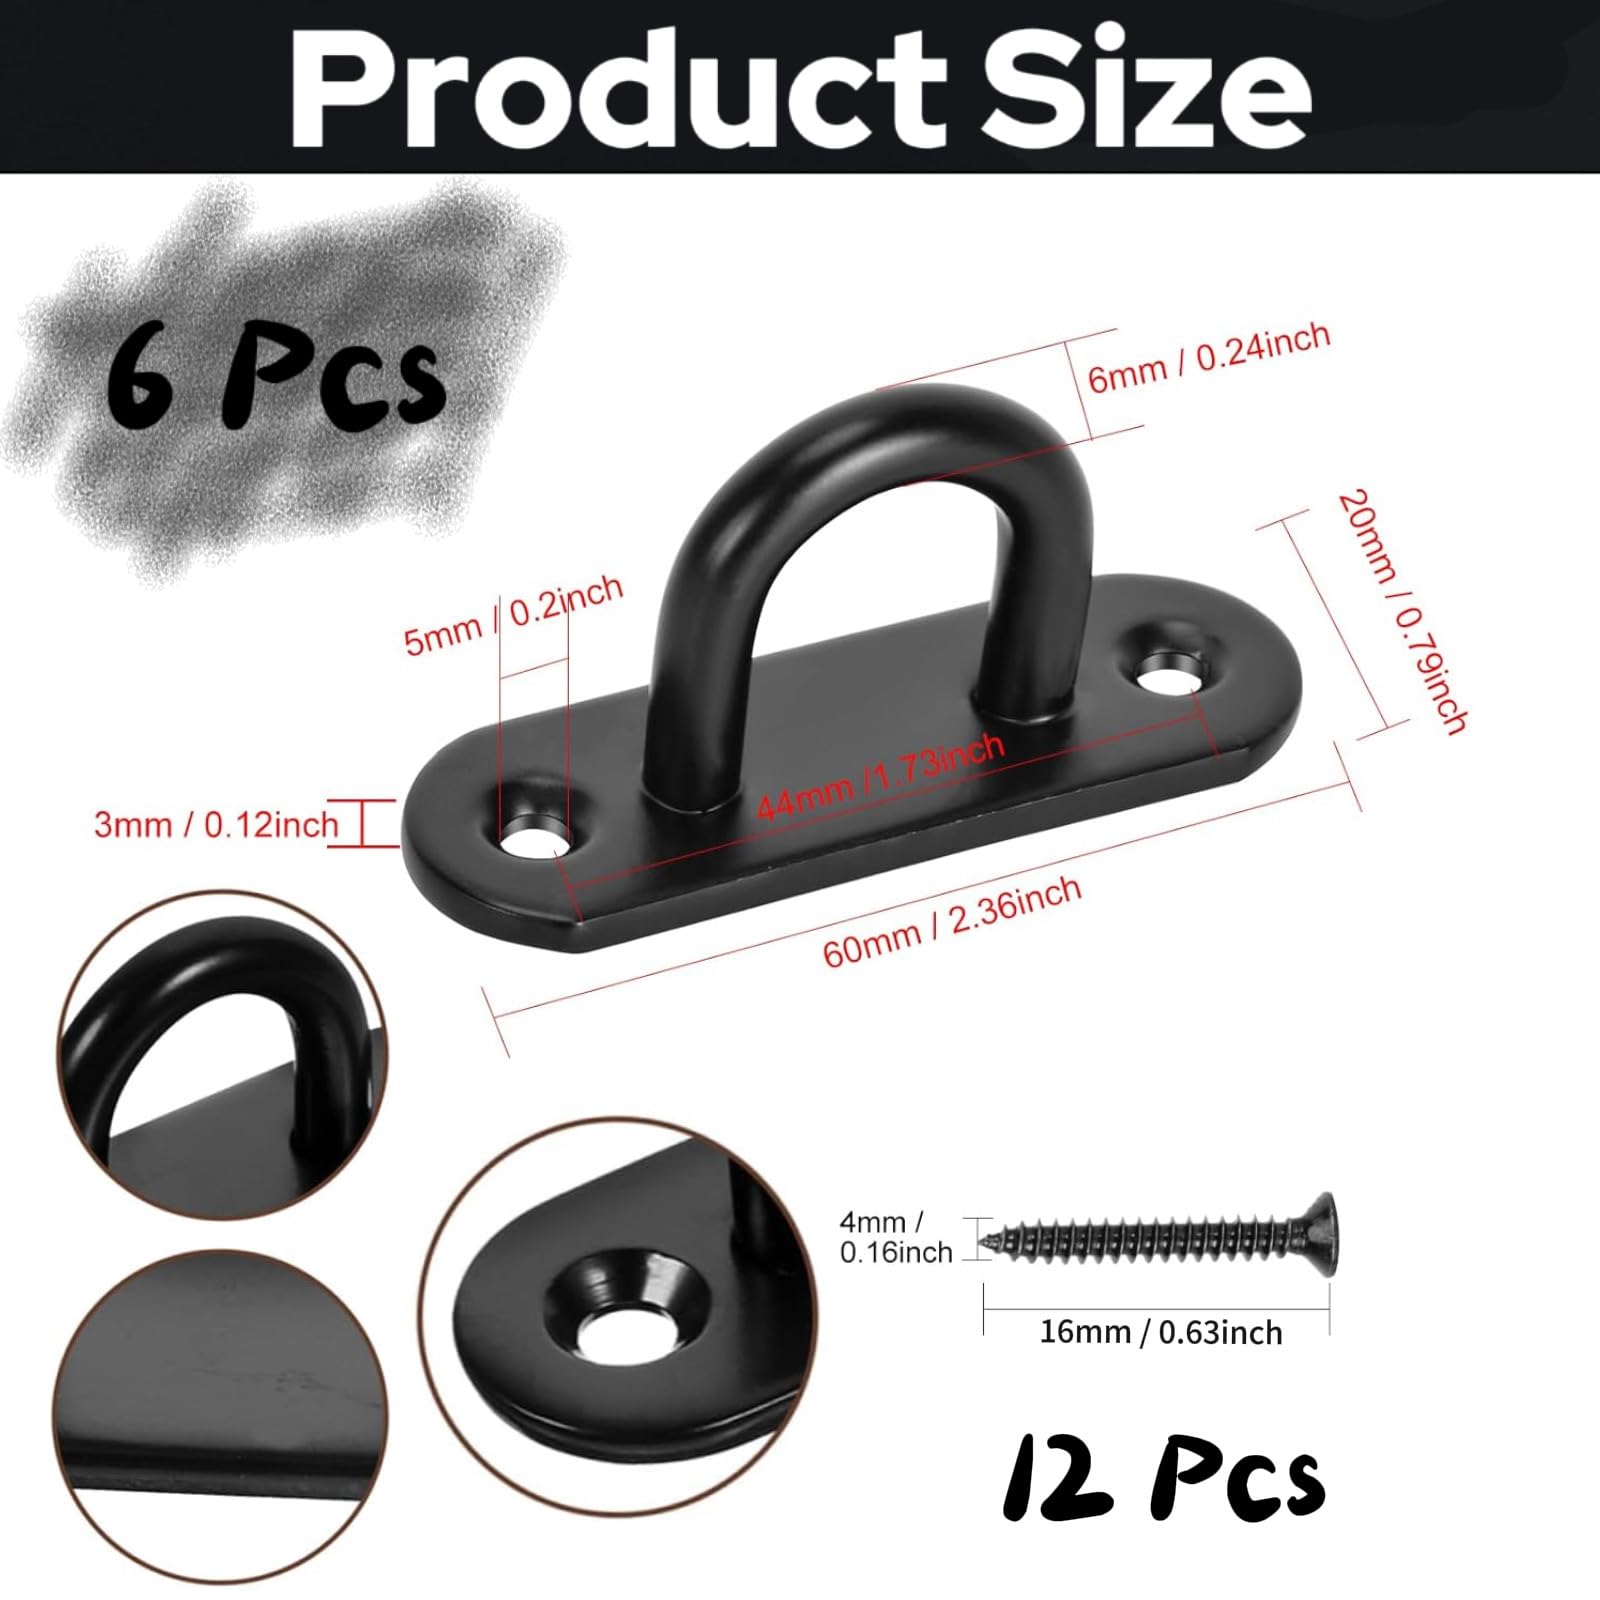 Product Size
6 Pcs
6mm / 0.24inch
20mm / 0.79inch
5mm / 0.2inch
44mm /1.73inch
3mm / 0.12inch
60mm / 2.36inch
4mm /
0.16inch
16mm / 0.63inch
12 Pcs